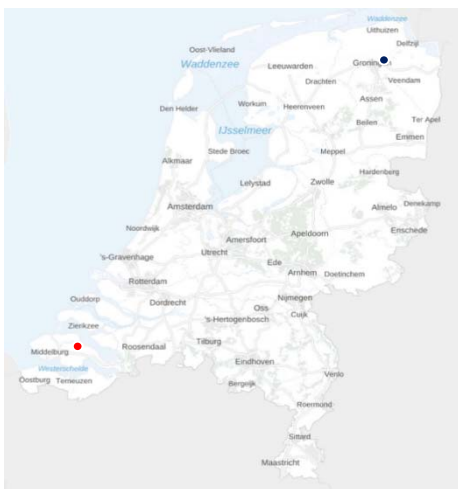 Waddenzee
Uithuizen
Delfzijl
Oost-Vlieland
Waddenzee
Leeuwarden
Groningen
Drachten
Veendam
Assen
Den Helder
Workum
Heerenveen
Beilen
Ter Apel
IJsselmeer
Emmen
Stede Broec
Meppel
Alkmaar
Hardenberg
Lelystad
Zwolle
Amsterdam
Almelo
Denekamp
Noordwijk
Apeldoorn
Enschede
Amersfoort
Utrecht
's-Gravenhage
Ede
Arnhem
Doetinchem
Rotterdam
Nijmegen
Ouddorp
Dordrecht
Oss
Cuijk
's-Hertogenbosch
Zierikzee
Tilburg
Middelburg
Roosendaal
Eindhoven
Westerschelde
Venlo
Oostburg
Terneuzen
Bergeijk
Roermond
Sittard
Maastricht